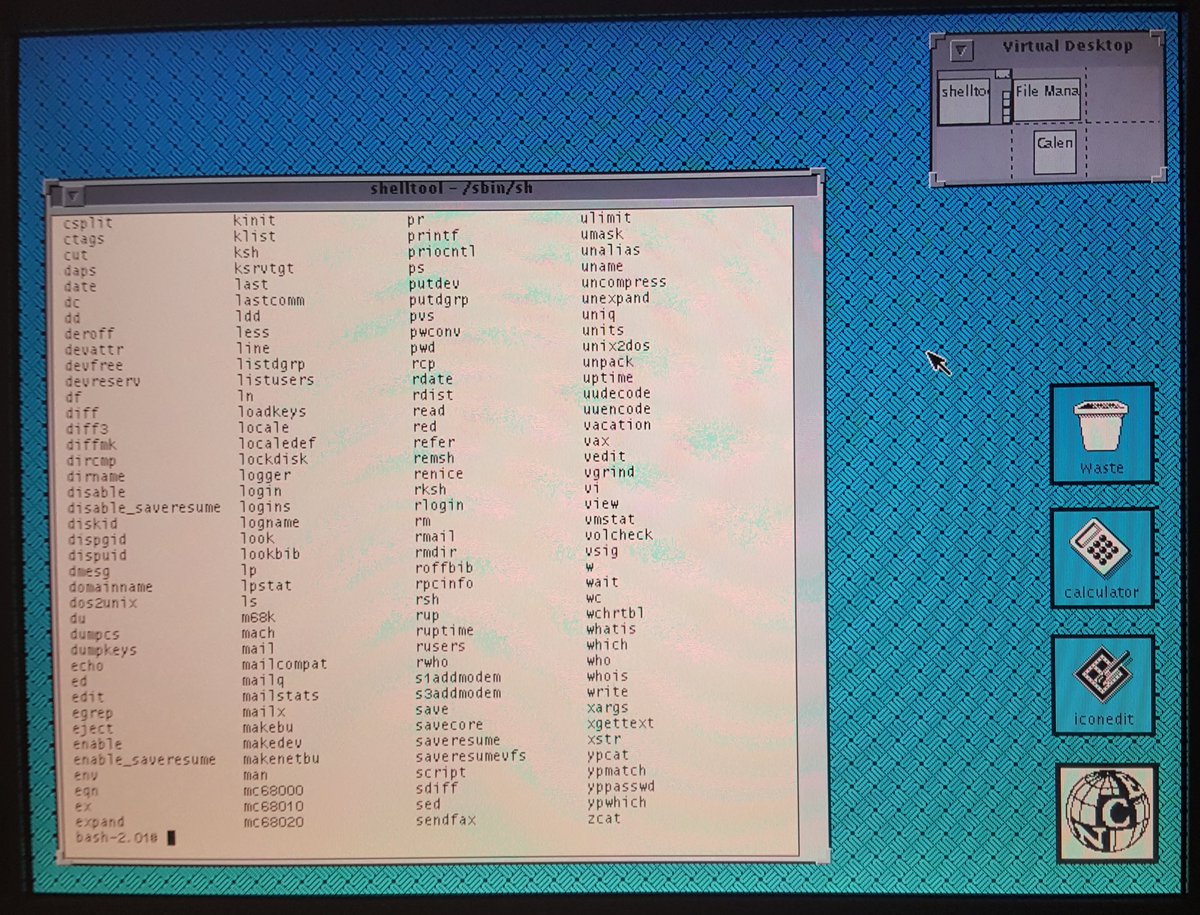 Virtual Desktop
shellto File Mana
Calen
shelltool - /sbin/sh
csplit kinit pr ulimit
ctags klist printf umask
cut ksh priocntl unalias
daps ksrvtgt ps uname
date last putdev uncompress
dc lastcomm putdgrp unexpand
dd ldd pvs uniq
deroff less pwconv units
devattr line pwd unix2dos
devfree listdgrp rcp unpack
devreserv listusers rdate uptime
df ln rdist uudecode
diff loadkeys read uuencode
diff3 locale red vacation
diffmk localedef refer vax
dircmp lockdisk remsh vedit
dirname logger renice vgrind
disable login rksh vi
disable_saveresume logins rlogin view
diskid logname rm vmstat
dispgid look rmail volcheck
dispuid lookbib rmdir vsig
dmesg lp roffbib w
domainname lpstat rpcinfo wait
dos2unix ls rsh wc
du m68k rup wchrtbl
dumpcs mach ruptime whatis
dumpkeys mail rusers which
echo mailcompat rwho who
ed mailq s1addmodem whois
edit mailstats s3addmodem write
egrep mailx save xargs
eject makebu savecore xgettext
enable makedev saveresume xstr
enable_saveresume makenetbu saveresumevfs ypcat
env man script ypmatch
eqn mc68000 sdiff yppasswd
ex mc68010 sed ypwhich
expand mc68020 sendfax zcat
bash-2.01#
Waste
calculator
iconedit